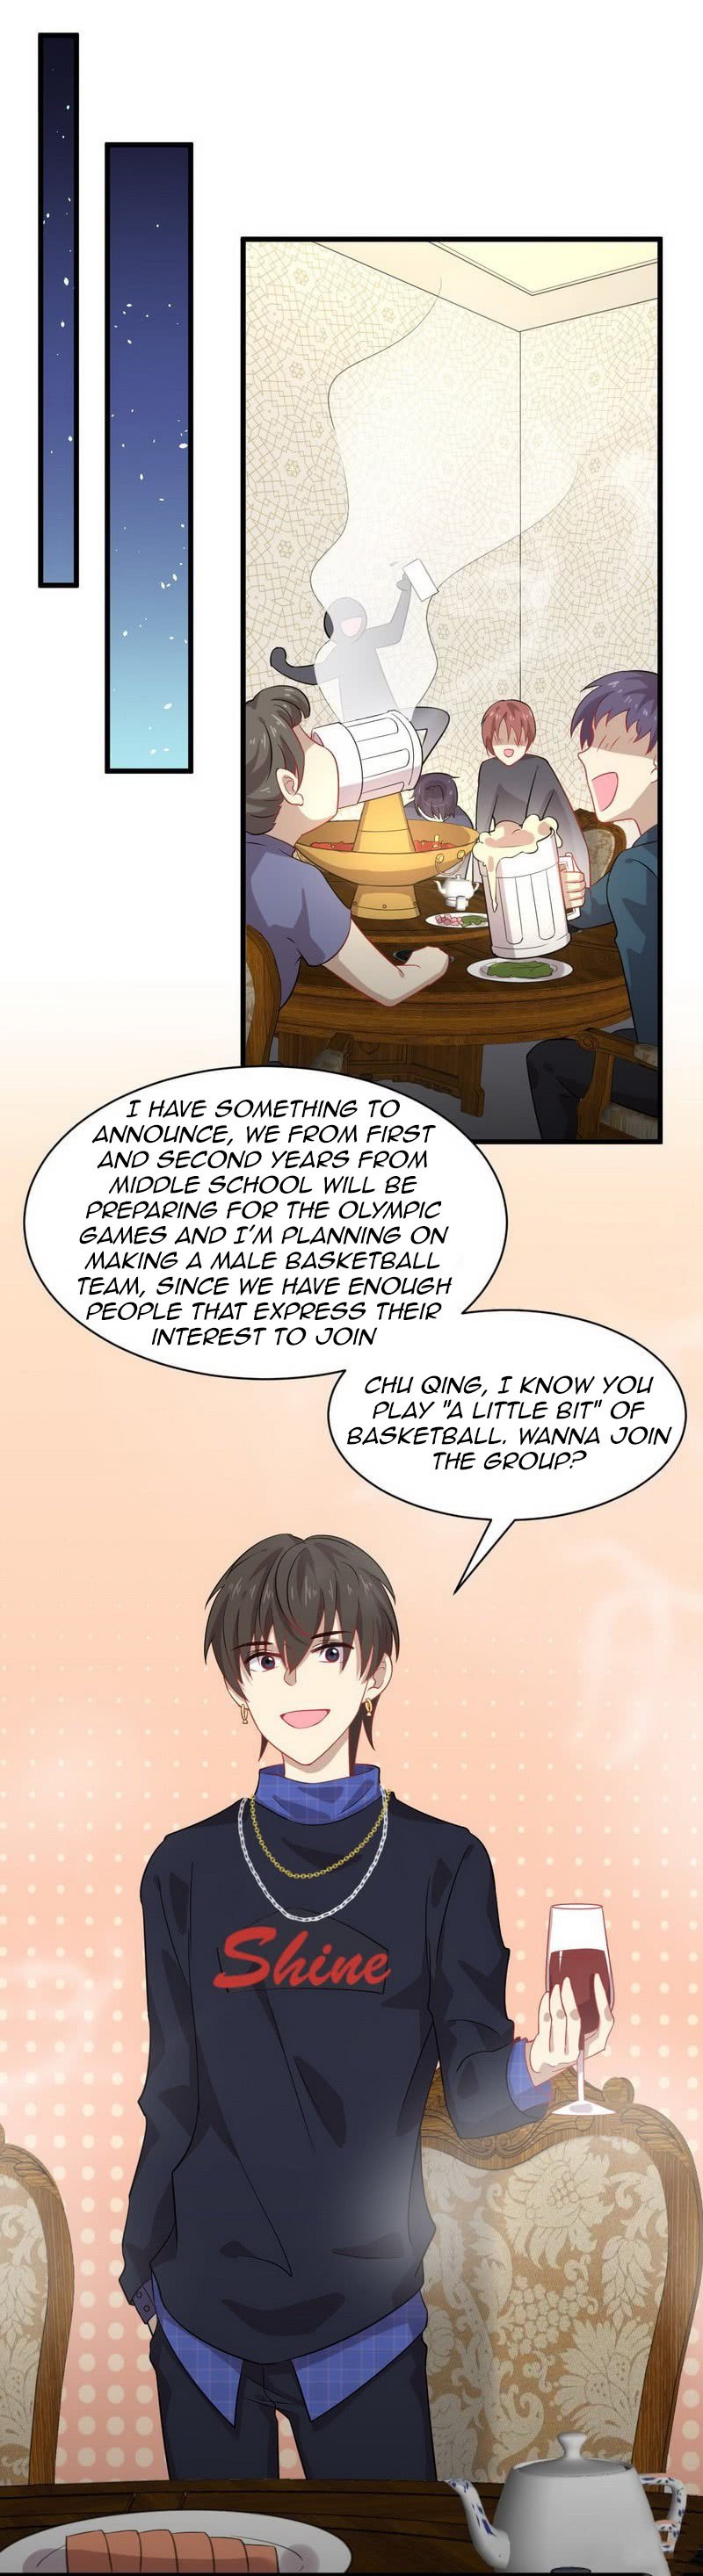 I HAVE SOMETHING TO
ANNOUNCE, WE FROM FIRST
AND SECOND YEARS FROM
MIDDLE SCHOOL WILL BE
PREPARING FOR THE OLYMPIC
GAMES AND I'M PLANNING ON
MAKING A MALE BASKETBALL
TEAM, SINCE WE HAVE ENOUGH
PEOPLE THAT EXPRESS THEIR
INTEREST TO JOIN
CHU QING, I KNOW YOU
PLAY "A LITTLE BIT" OF
BASKETBALL. WANNA JOIN
THE GROUP?
Shine